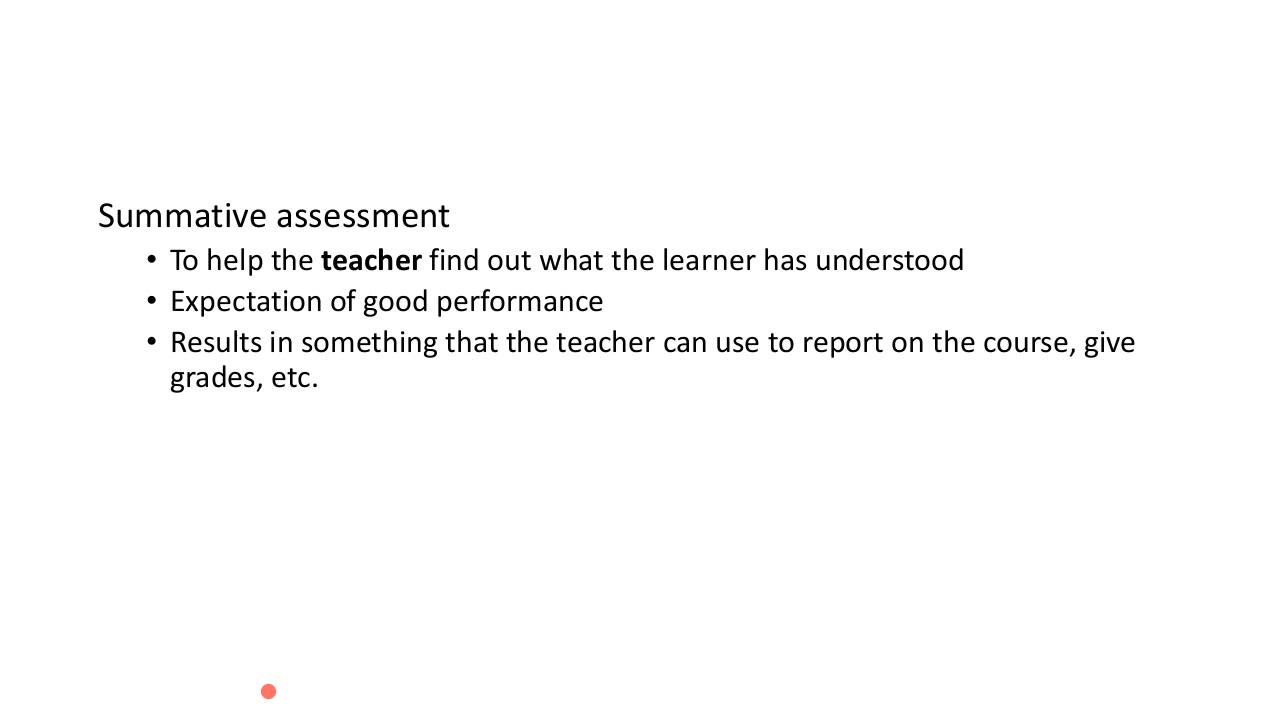 Summative assessment
• To help the teacher find out what the learner has understood
• Expectation of good performance
• Results in something that the teacher can use to report on the course, give
grades, etc.